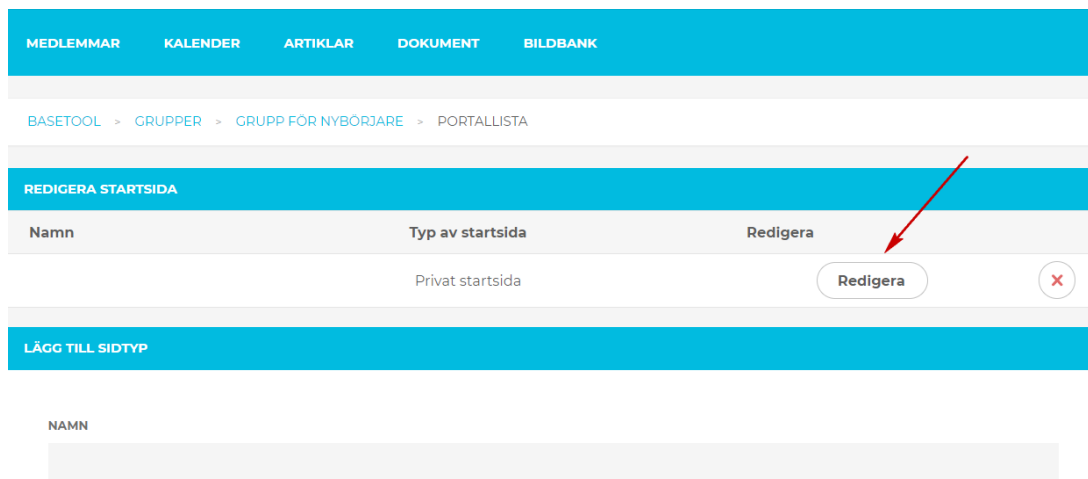 MEDLEMMAR KALENDER ARTIKLAR DOKUMENT BILDBANK
BASETOOL > GRUPPER > GRUPP FÖR NYBÖRJARE > PORTALLISTA
REDIGERA STARTSIDA
Namn Typ av startsida Redigera
Privat startsida Redigera
LÄGG TILL SIDTYP
NAMN